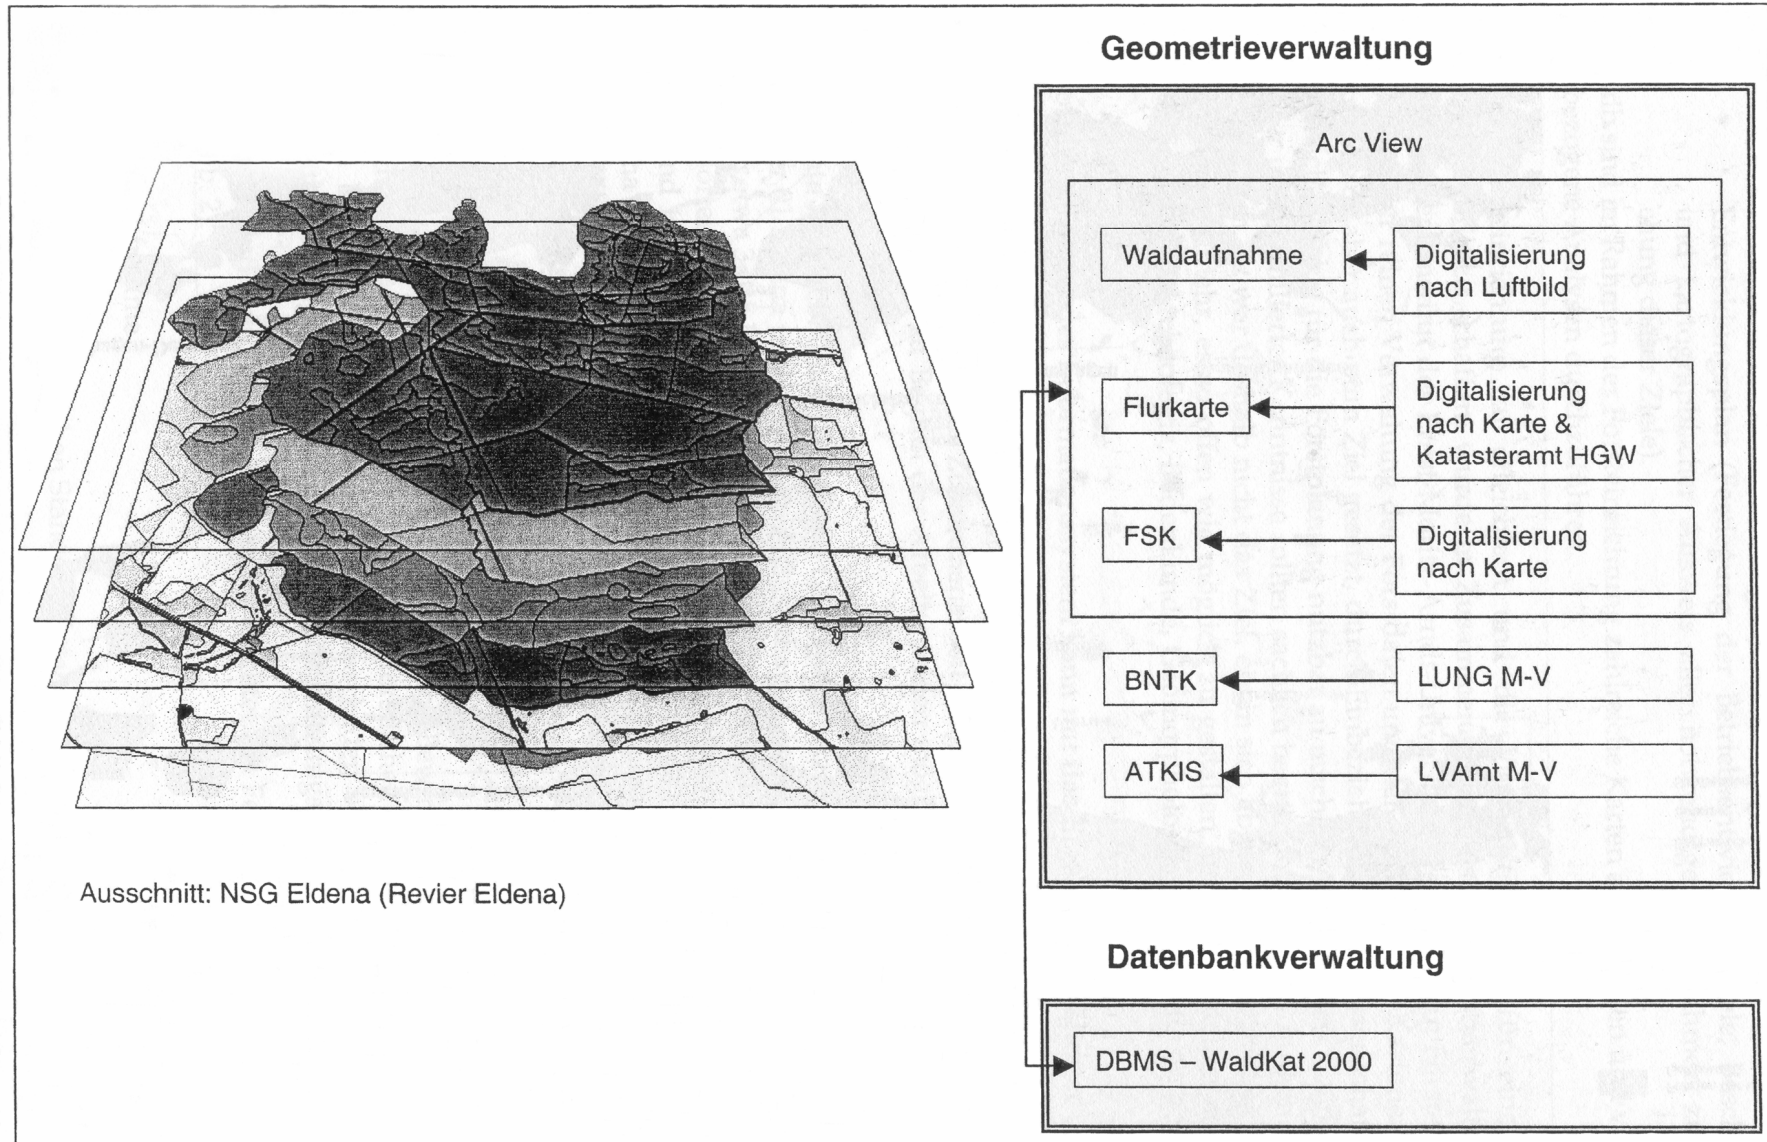 Geometrieverwaltung
Arc View
Waldaufnahme
Digitalisierung
nach Luftbild
Flurkarte
Digitalisierung
nach Karte &
Katasteramt HGW
FSK
Digitalisierung
nach Karte
BNTK
LUNG M-V
ATKIS
LVAmt M-V
Ausschnitt: NSG Eldena (Revier Eldena)
Datenbankverwaltung
DBMS – WaldKat 2000